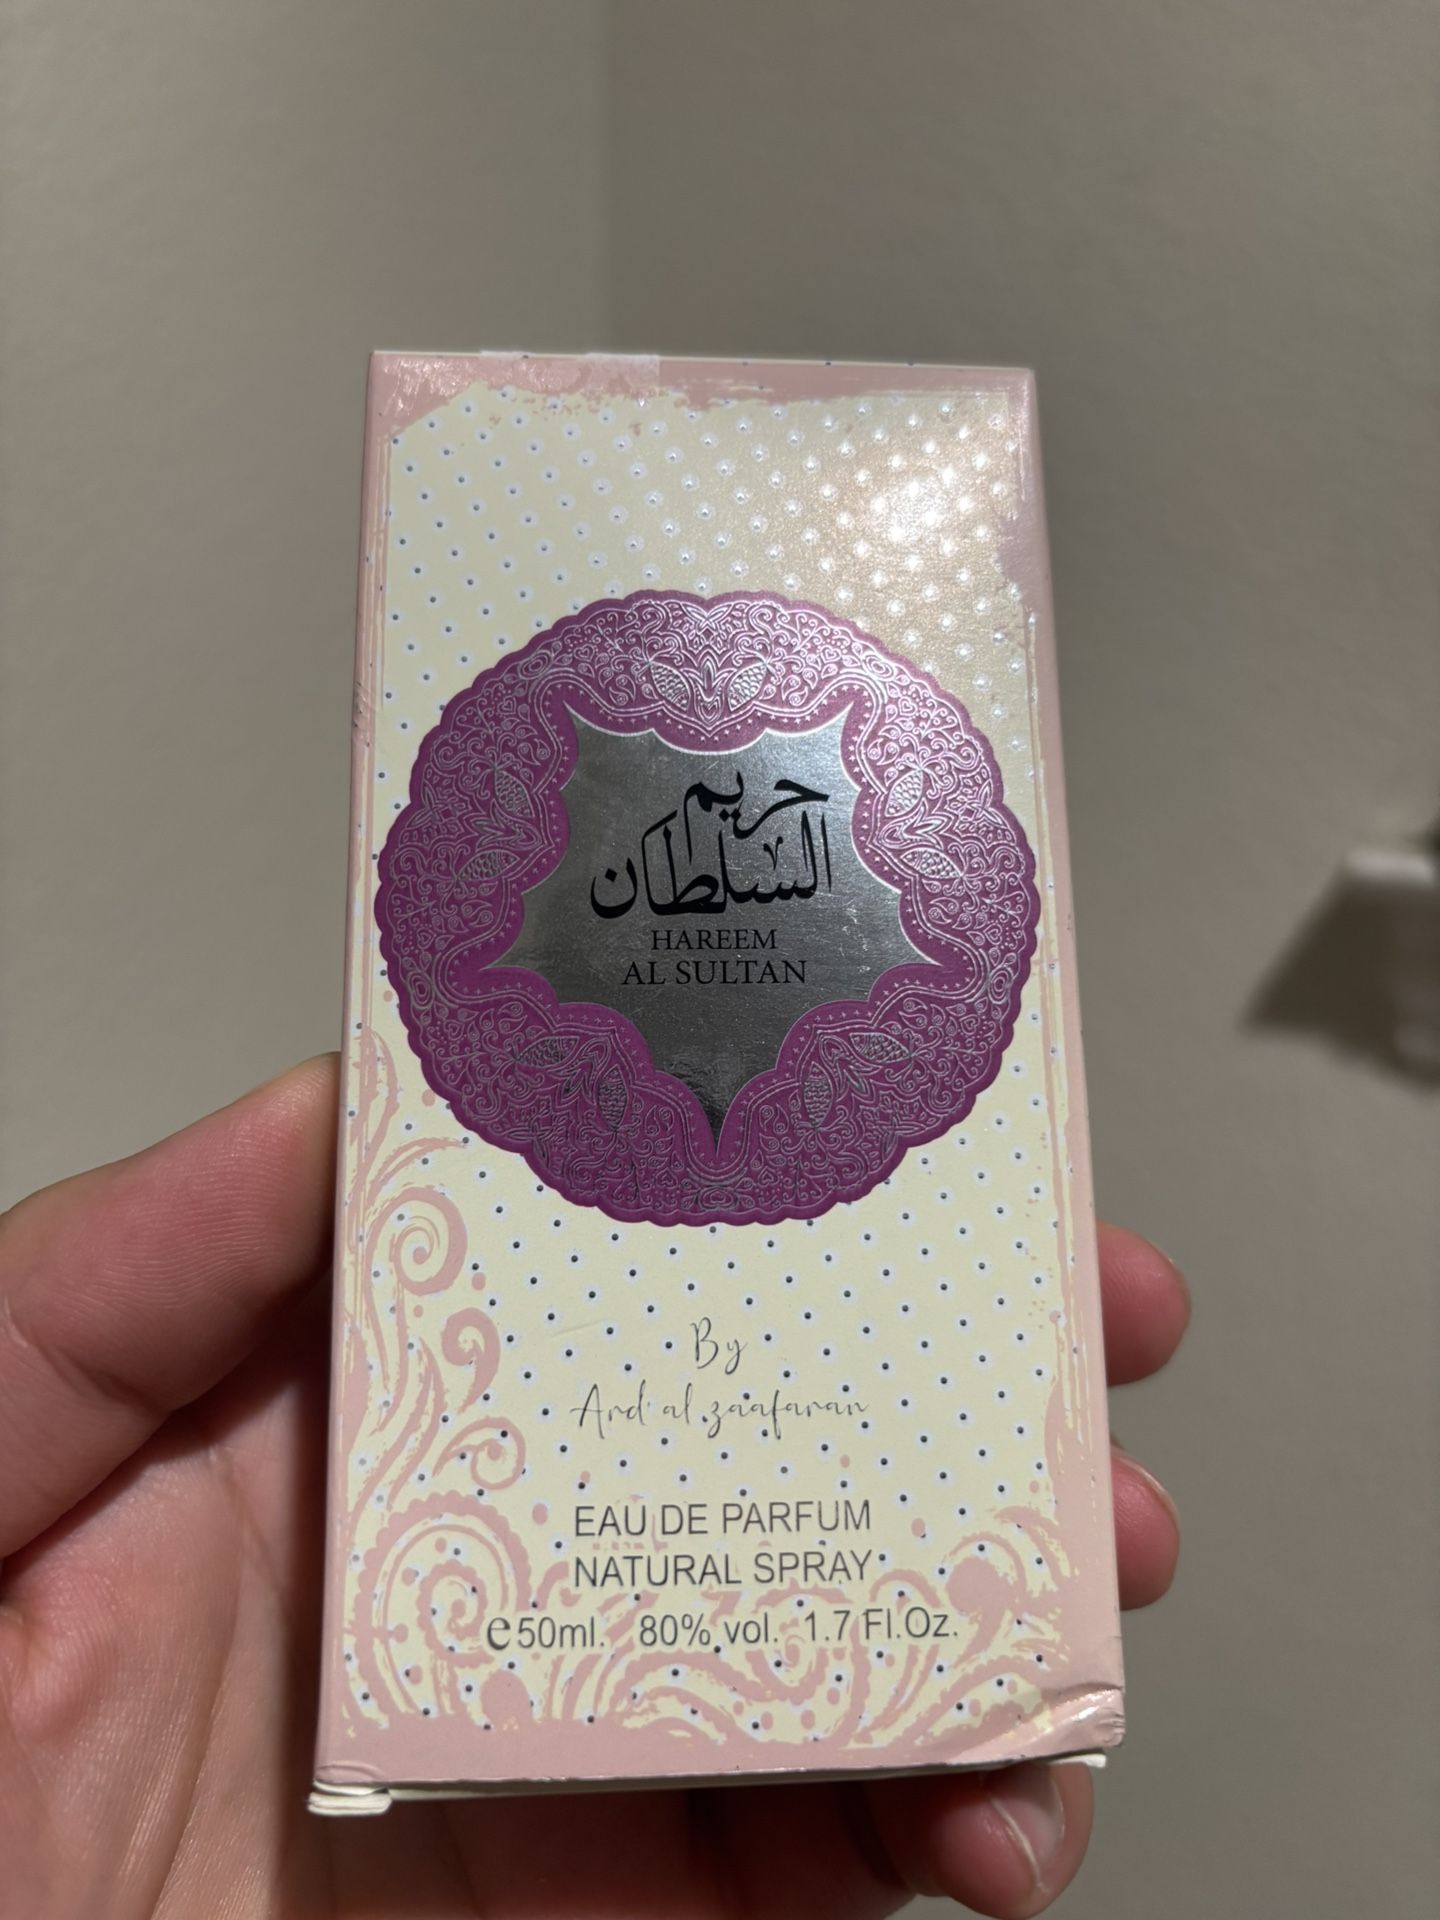 حريم
السلطان
HAREEM
AL SULTAN
By
Ard al zaafaran
EAU DE PARFUM
NATURAL SPRAY
e50ml. 80% vol. 1.7 Fl.Oz.